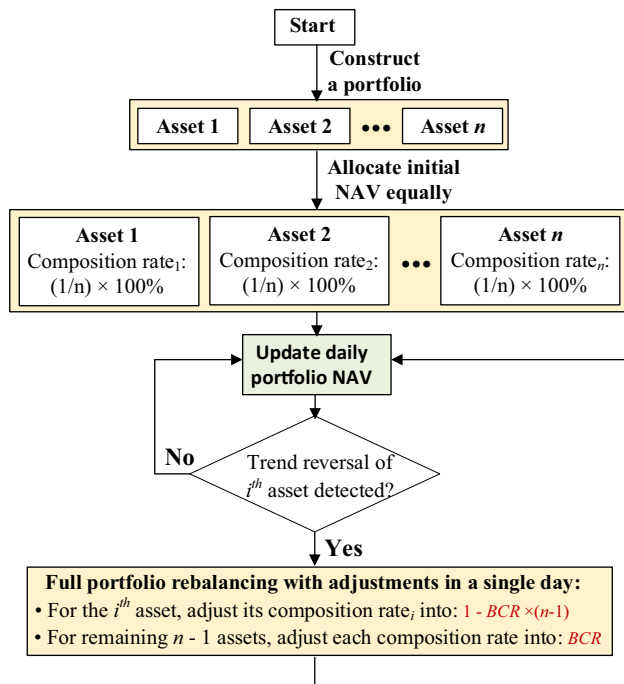 Start
Construct
a portfolio
Asset 1 Asset 2 ••• Asset n
Allocate initial
NAV equally
Asset 1
Composition rate₁:
(1/n) × 100%
Asset 2
Composition rate₂:
(1/n) × 100%
•••
Asset n
Composition rateₙ:
(1/n) × 100%
Update daily
portfolio NAV
No
Trend reversal of
iᵗʰ asset detected?
Yes
Full portfolio rebalancing with adjustments in a single day:
• For the iᵗʰ asset, adjust its composition rateᵢ into: 1 - BCR ×(n-1)
• For remaining n - 1 assets, adjust each composition rate into: BCR